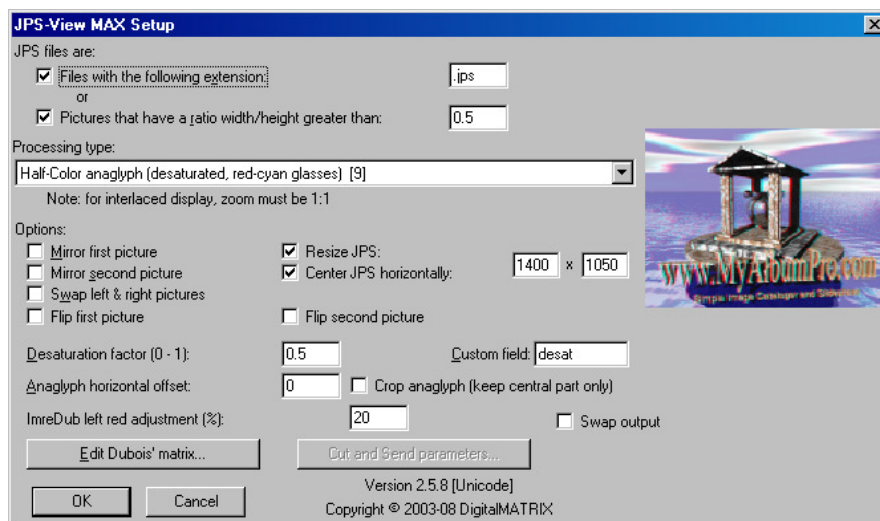 JPS-View MAX Setup
JPS files are:
Files with the following extension: .jps
or
Pictures that have a ratio width/height greater than: 0.5
Processing type:
Half-Color anaglyph (desaturated, red-cyan glasses) [9]
Note: for interlaced display, zoom must be 1:1
www.MyAlbumPro.com
Simple Image Cataloger and Slideshow
Options:
Mirror first picture
Resize JPS: 1400 x 1050
Mirror second picture
Center JPS horizontally:
Swap left & right pictures
Flip first picture
Flip second picture
Desaturation factor (0 - 1): 0.5 Custom field: desat
Anaglyph horizontal offset: 0 Crop anaglyph (keep central part only)
ImreDub left red adjustment (%): 20 Swap output
Edit Dubois' matrix... Cut and Send parameters...
Version 2.5.8 [Unicode]
OK Cancel
Copyright © 2003-08 DigitalMATRIX